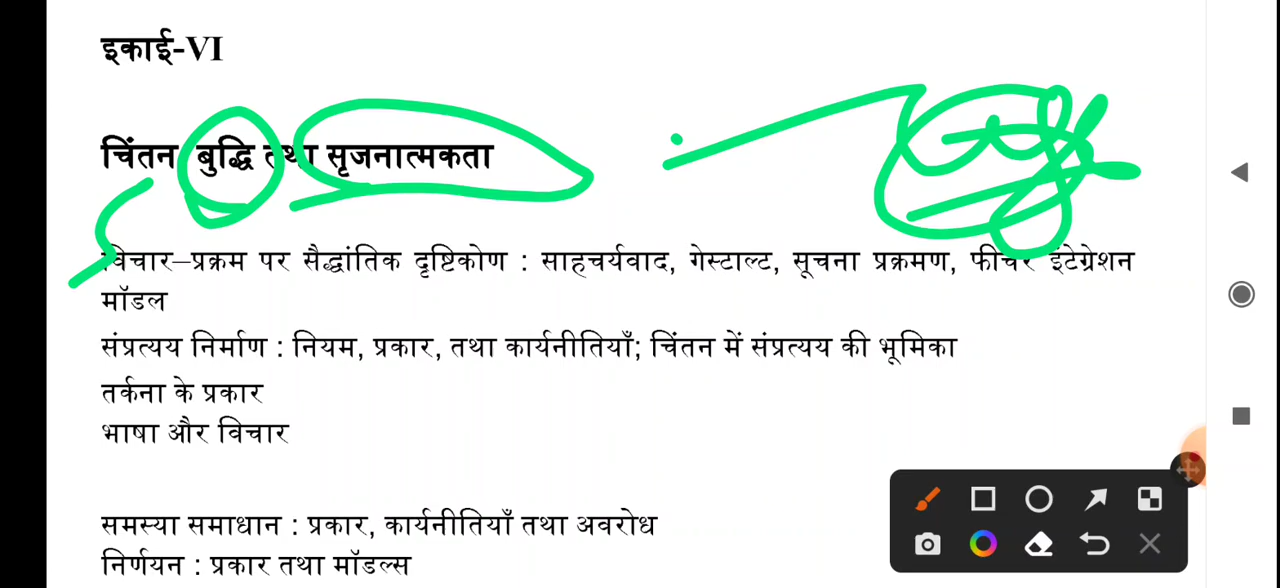 इकाई-VI
चिंतन बुद्धि तथा सृजनात्मकता
विचार–प्रक्रम पर सैद्धांतिक दृष्टिकोण : साहचर्यवाद, गेस्टाल्ट, सूचना प्रक्रमण, फीचर इंटेग्रेशन
मॉडल
संप्रत्यय निर्माण : नियम, प्रकार, तथा कार्यनीतियाँ; चिंतन में संप्रत्यय की भूमिका
तर्कना के प्रकार
भाषा और विचार
समस्या समाधान : प्रकार, कार्यनीतियाँ तथा अवरोध
निर्णयन : प्रकार तथा मॉडल्स